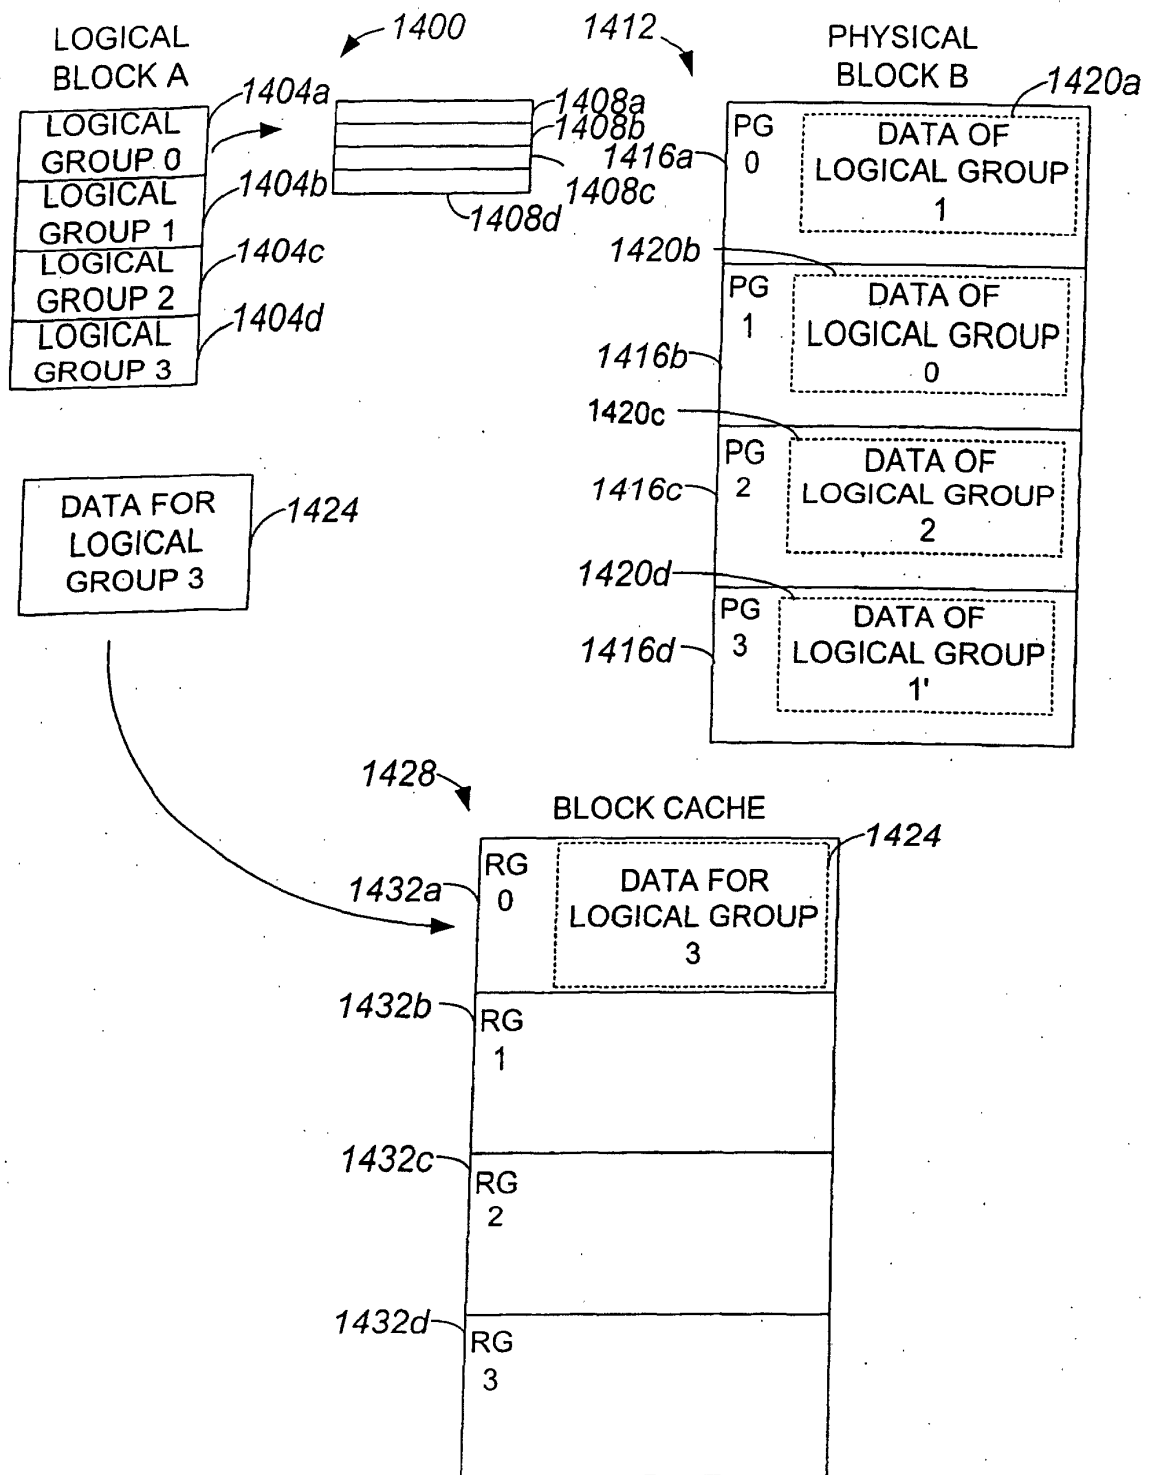 LOGICAL
BLOCK A
1400
1412
PHYSICAL
BLOCK B
1404a
1404b
1404c
1404d
LOGICAL
GROUP 0
LOGICAL
GROUP 1
LOGICAL
GROUP 2
LOGICAL
GROUP 3
1408a
1408b
1408c
1408d
1420a
1416a
PG
0
DATA OF
LOGICAL GROUP
1
1420b
1416b
PG
1
DATA OF
LOGICAL GROUP
0
1420c
1416c
PG
2
DATA OF
LOGICAL GROUP
2
1420d
1416d
PG
3
DATA OF
LOGICAL GROUP
1'
DATA FOR
LOGICAL
GROUP 3
1424
1428
BLOCK CACHE
1424
1432a
RG
0
DATA FOR
LOGICAL GROUP
3
1432b
RG
1
1432c
RG
2
1432d
RG
3